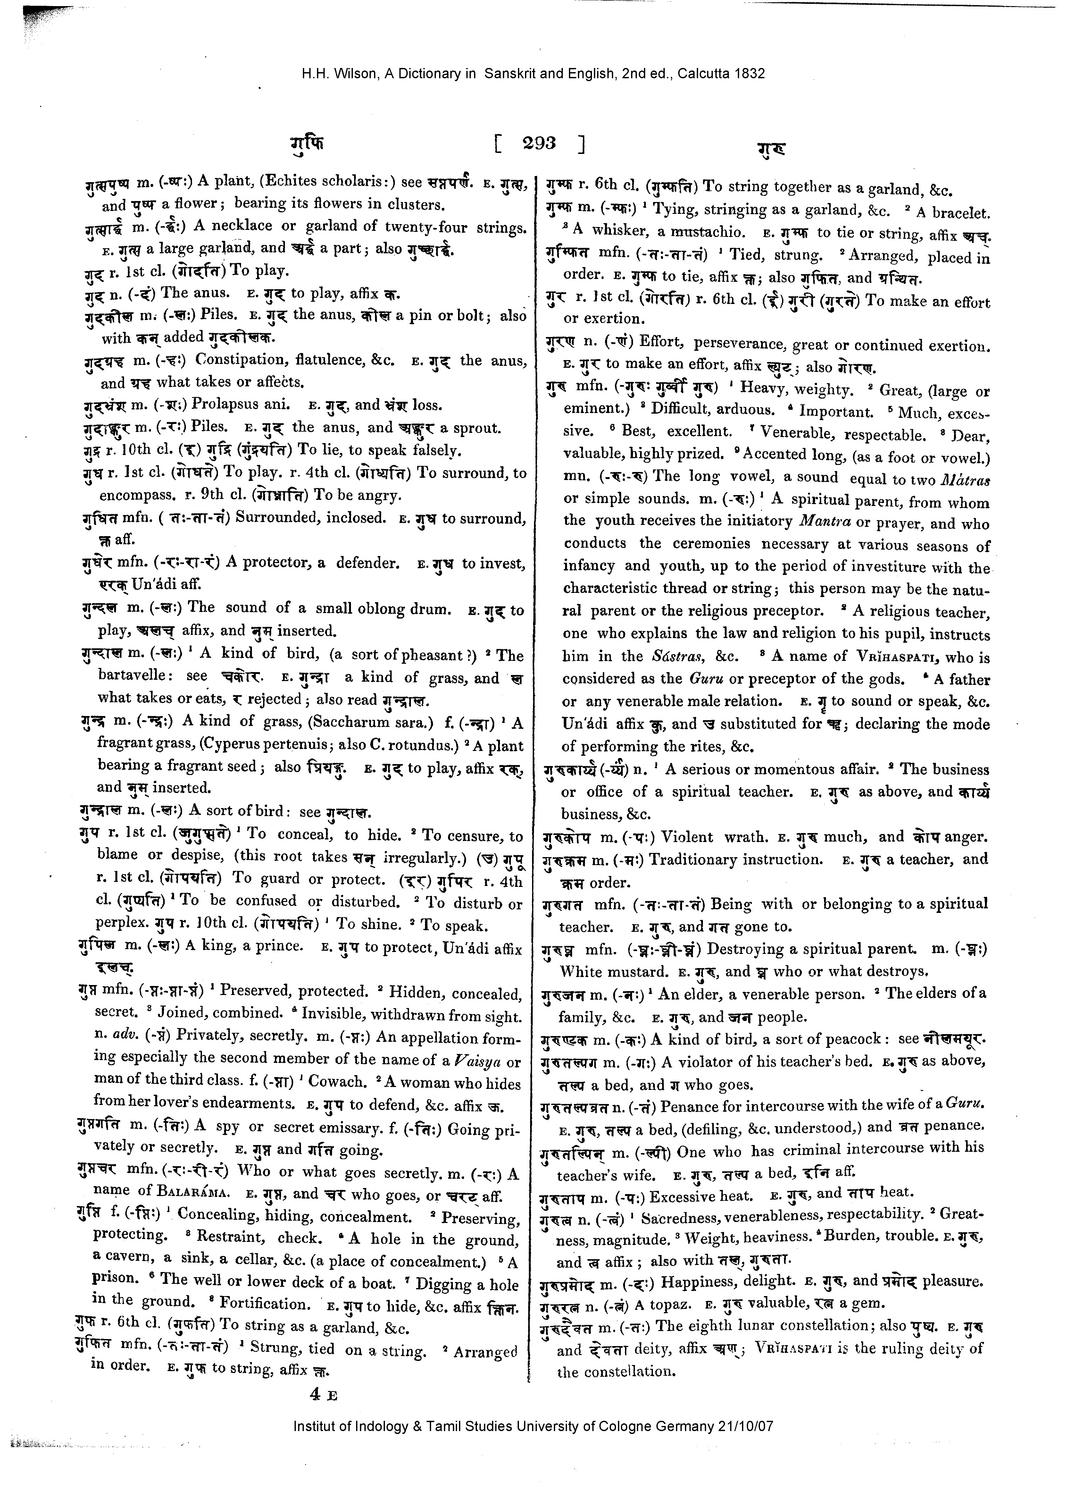 H.H. Wilson, A Dictionary in Sanskrit and English, 2nd ed., Calcutta 1832
गुफि [ 293 ] गुरु
गुत्सपुष्प m. (-ष्पः) A plant, (Echites scholaris:) see सप्तपर्ण. E. गुत्स,
and पुष्प a flower; bearing its flowers in clusters.
गुत्सार्द्ध m. (-र्द्धः) A necklace or garland of twenty-four strings.
E. गुत्स a large garland, and अर्द्ध a part; also गुच्छार्द्ध.
गुद r. 1st cl. (गोदति) To play.
गुद n. (-दं) The anus. E. गुद to play, affix क.
गुदकील m. (-लः) Piles. E. गुद the anus, कील a pin or bolt; also
with कन् added गुदकीलक.
गुदग्रह m. (-हः) Constipation, flatulence, &c. E. गुद the anus,
and ग्रह what takes or affects.
गुदभ्रंश m. (-शः) Prolapsus ani. E. गुद, and भ्रंश loss.
गुदाङ्कुर m. (-रः) Piles. E. गुद the anus, and अङ्कुर a sprout.
गुद्र r. 10th cl. (इ) गुद्रि (गुंद्रयति) To lie, to speak falsely.
गुध r. 1st cl. (गोधते) To play. r. 4th cl. (गोध्यति) To surround, to
encompass. r. 9th cl. (गोध्नाति) To be angry.
गुधित mfn. ( तः-ता-तं) Surrounded, inclosed. E. गुध to surround,
क्त aff.
गुधेर mfn. (-रः-रा-रं) A protector, a defender. E. गुध to invest,
एरक् Un'ádi aff.
गुन्दल m. (-लः) The sound of a small oblong drum. E. गुद to
play, अलच् affix, and नुम् inserted.
गुन्दाल m. (-लः) ¹ A kind of bird, (a sort of pheasant?) ² The
bartavelle: see चकोर. E. गुन्द्रा a kind of grass, and ल
what takes or eats, र rejected; also read गुन्द्राल.
गुन्द्र m. (-न्द्रः) A kind of grass, (Saccharum sara.) f. (-न्द्रा) ¹ A
fragrant grass, (Cyperus pertenuis; also C. rotundus.) ² A plant
bearing a fragrant seed; also प्रियङ्गु. E. गुद to play, affix रक्,
and नुम् inserted.
गुन्द्राल m. (-लः) A sort of bird: see गुन्दाल.
गुप r. 1st cl. (जुगुप्सते) ¹ To conceal, to hide. ² To censure, to
blame or despise, (this root takes सन् irregularly.) (उ) गुपू
r. 1st cl. (गोपायति) To guard or protect. (इर्) गुपिर r. 4th
cl. (गुप्यति) ¹ To be confused or disturbed. ² To disturb or
perplex. गुप r. 10th cl. (गोपयति) ¹ To shine. ² To speak.
गुपिल m. (-लः) A king, a prince. E. गुप to protect, Un'ádi affix
इलच्.
गुप्त mfn. (-प्तः-प्ता-प्तं) ¹ Preserved, protected. ² Hidden, concealed,
secret. ³ Joined, combined. ⁴ Invisible, withdrawn from sight.
n. adv. (-प्तं) Privately, secretly. m. (-प्तः) An appellation form-
ing especially the second member of the name of a Vaisya or
man of the third class. f. (-प्ता) ¹ Cowach. ² A woman who hides
from her lover's endearments. E. गुप to defend, &c. affix क्त.
गुप्तगति m. (-तिः) A spy or secret emissary. f. (-तिः) Going pri-
vately or secretly. E. गुप्त and गति going.
गुप्तचर mfn. (-रः-री-रं) Who or what goes secretly. m. (-रः) A
name of BALARÁMA. E. गुप्त, and चर who goes, or चरट् aff.
गुप्ति f. (-प्तिः) ¹ Concealing, hiding, concealment. ² Preserving,
protecting. ³ Restraint, check. ⁴ A hole in the ground,
a cavern, a sink, a cellar, &c. (a place of concealment.) ⁵ A
prison. ⁶ The well or lower deck of a boat. ⁷ Digging a hole
in the ground. ⁸ Fortification. E. गुप to hide, &c. affix क्तिन.
गुफ r. 6th cl. (गुफति) To string as a garland, &c.
गुफित mfn. (-तः-ता-तं) ¹ Strung, tied on a string. ² Arranged
in order. E. गुफ to string, affix क्त.
4 E
गुम्फ r. 6th cl. (गुम्फति) To string together as a garland, &c.
गुम्फ m. (-म्फः) ¹ Tying, stringing as a garland, &c. ² A bracelet.
³ A whisker, a mustachio. E. गुम्फ to tie or string, affix अच्.
गुम्फित mfn. (-तः-ता-तं) ¹ Tied, strung. ² Arranged, placed in
order. E. गुम्फ to tie, affix क्त; also गुफित, and ग्रन्थित.
गुर r. 1st cl. (गोरति) r. 6th cl. (ई) गुरी (गुरते) To make an effort
or exertion.
गुरण n. (-णं) Effort, perseverance, great or continued exertion.
E. गुर to make an effort, affix ल्युट्; also गोरण.
गुरु mfn. (-गुरुः गुर्व्वी गुरु) ¹ Heavy, weighty. ² Great, (large or
eminent.) ³ Difficult, arduous. ⁴ Important. ⁵ Much, exces-
sive. ⁶ Best, excellent. ⁷ Venerable, respectable. ⁸ Dear,
valuable, highly prized. ⁹ Accented long, (as a foot or vowel.)
mn. (-रुः-रु) The long vowel, a sound equal to two Mátras
or simple sounds. m. (-रुः) ¹ A spiritual parent, from whom
the youth receives the initiatory Mantra or prayer, and who
conducts the ceremonies necessary at various seasons of
infancy and youth, up to the period of investiture with the
characteristic thread or string; this person may be the natu-
ral parent or the religious preceptor. ² A religious teacher,
one who explains the law and religion to his pupil, instructs
him in the Sástras, &c. ³ A name of VRĬHASPATI, who is
considered as the Guru or preceptor of the gods. ⁴ A father
or any venerable male relation. E. गॄ to sound or speak, &c.
Un'ádi affix कु, and उ substituted for ऋ; declaring the mode
of performing the rites, &c.
गुरुकार्य्य (-र्य्यं) n. ¹ A serious or momentous affair. ² The business
or office of a spiritual teacher. E. गुरु as above, and कार्य्य
business, &c.
गुरुकोप m. (-पः) Violent wrath. E. गुरु much, and कोप anger.
गुरुक्रम m. (-मः) Traditionary instruction. E. गुरु a teacher, and
क्रम order.
गुरुगत mfn. (-तः-ता-तं) Being with or belonging to a spiritual
teacher. E. गुरु, and गत gone to.
गुरुघ्न mfn. (-घ्नः-घ्नी-घ्नं) Destroying a spiritual parent. m. (-घ्नः)
White mustard. E. गुरु, and घ्न who or what destroys.
गुरुजन m. (-नः) ¹ An elder, a venerable person. ² The elders of a
family, &c. E. गुरु, and जन people.
गुरुण्डक m. (-कः) A kind of bird, a sort of peacock: see नीलमयूर.
गुरुतल्पग m. (-गः) A violator of his teacher's bed. E. गुरु as above,
तल्प a bed, and ग who goes.
गुरुतल्पव्रत n. (-तं) Penance for intercourse with the wife of a Guru.
E. गुरु, तल्प a bed, (defiling, &c. understood,) and व्रत penance.
गुरुतल्पिन् m. (-ल्पी) One who has criminal intercourse with his
teacher's wife. E. गुरु, तल्प a bed, इनि aff.
गुरुताप m. (-पः) Excessive heat. E. गुरु, and ताप heat.
गुरुत्व n. (-त्वं) ¹ Sacredness, venerableness, respectability. ² Great-
ness, magnitude. ³ Weight, heaviness. ⁴ Burden, trouble. E. गुरु,
and त्व affix; also with तल्, गुरुता.
गुरुप्रमोद m. (-दः) Happiness, delight. E. गुरु, and प्रमोद pleasure.
गुरुरत्न n. (-त्नं) A topaz. E. गुरु valuable, रत्न a gem.
गुरुदैवत m. (-तः) The eighth lunar constellation; also पुष्य. E. गुरु
and देवता deity, affix अण्; VRĬHASPATI is the ruling deity of
the constellation.
Institut of Indology & Tamil Studies University of Cologne Germany 21/10/07